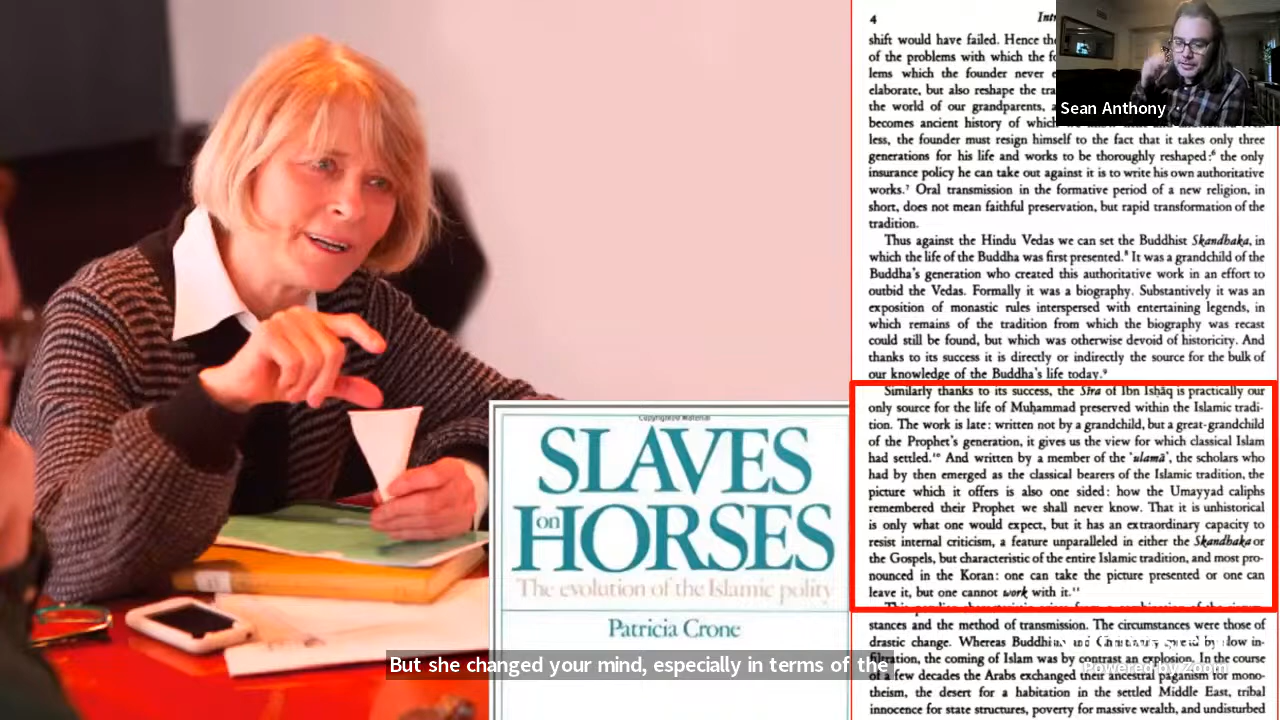 4
shift would have failed. Hence the
of the problems with which the
lems which the founder never
elaborate, but also reshape the
the world of our grandparents,
becomes ancient history of which
less, the founder must resign himself to the fact that it takes only three
generations for his life and works to be thoroughly reshaped:⁶ the only
insurance policy he can take out against it is to write his own authoritative
works.⁷ Oral transmission in the formative period of a new religion, in
short, does not mean faithful preservation, but rapid transformation of the
tradition.
Thus against the Hindu Vedas we can set the Buddhist Skandhaka, in
which the life of the Buddha was first presented.⁸ It was a grandchild of the
Buddha's generation who created this authoritative work in an effort to
outbid the Vedas. Formally it was a biography. Substantively it was an
exposition of monastic rules interspersed with entertaining legends, in
which remains of the tradition from which the biography was recast
could still be found, but which was otherwise devoid of historicity. And
thanks to its success it is directly or indirectly the source for the bulk of
our knowledge of the Buddha's life today.⁹
Similarly thanks to its success, the Sīra of Ibn Isḥāq is practically our
only source for the life of Muḥammad preserved within the Islamic tradi-
tion. The work is late: written not by a grandchild, but a great-grandchild
of the Prophet's generation, it gives us the view for which classical Islam
had settled.¹⁰ And written by a member of the 'ulamā', the scholars who
had by then emerged as the classical bearers of the Islamic tradition, the
picture which it offers is also one sided: how the Umayyad caliphs
remembered their Prophet we shall never know. That it is unhistorical
is only what one would expect, but it has an extraordinary capacity to
resist internal criticism, a feature unparalleled in either the Skandhaka or
the Gospels, but characteristic of the entire Islamic tradition, and most pro-
nounced in the Koran: one can take the picture presented or one can
leave it, but one cannot work with it.¹¹
stances and the method of transmission. The circumstances were those of
drastic change. Whereas Buddhism by slow in-
filtration, the coming of Islam was by contrast an explosion. In the course
of a few decades the Arabs exchanged their ancestral paganism for mono-
theism, the desert for a habitation in the settled Middle East, tribal
innocence for state structures, poverty for massive wealth, and undisturbed
Sean Anthony
Copyrighted Material
SLAVES
on
HORSES
The evolution of the Islamic polity
Patricia Crone
But she changed your mind, especially in terms of the
Powered by Zoom